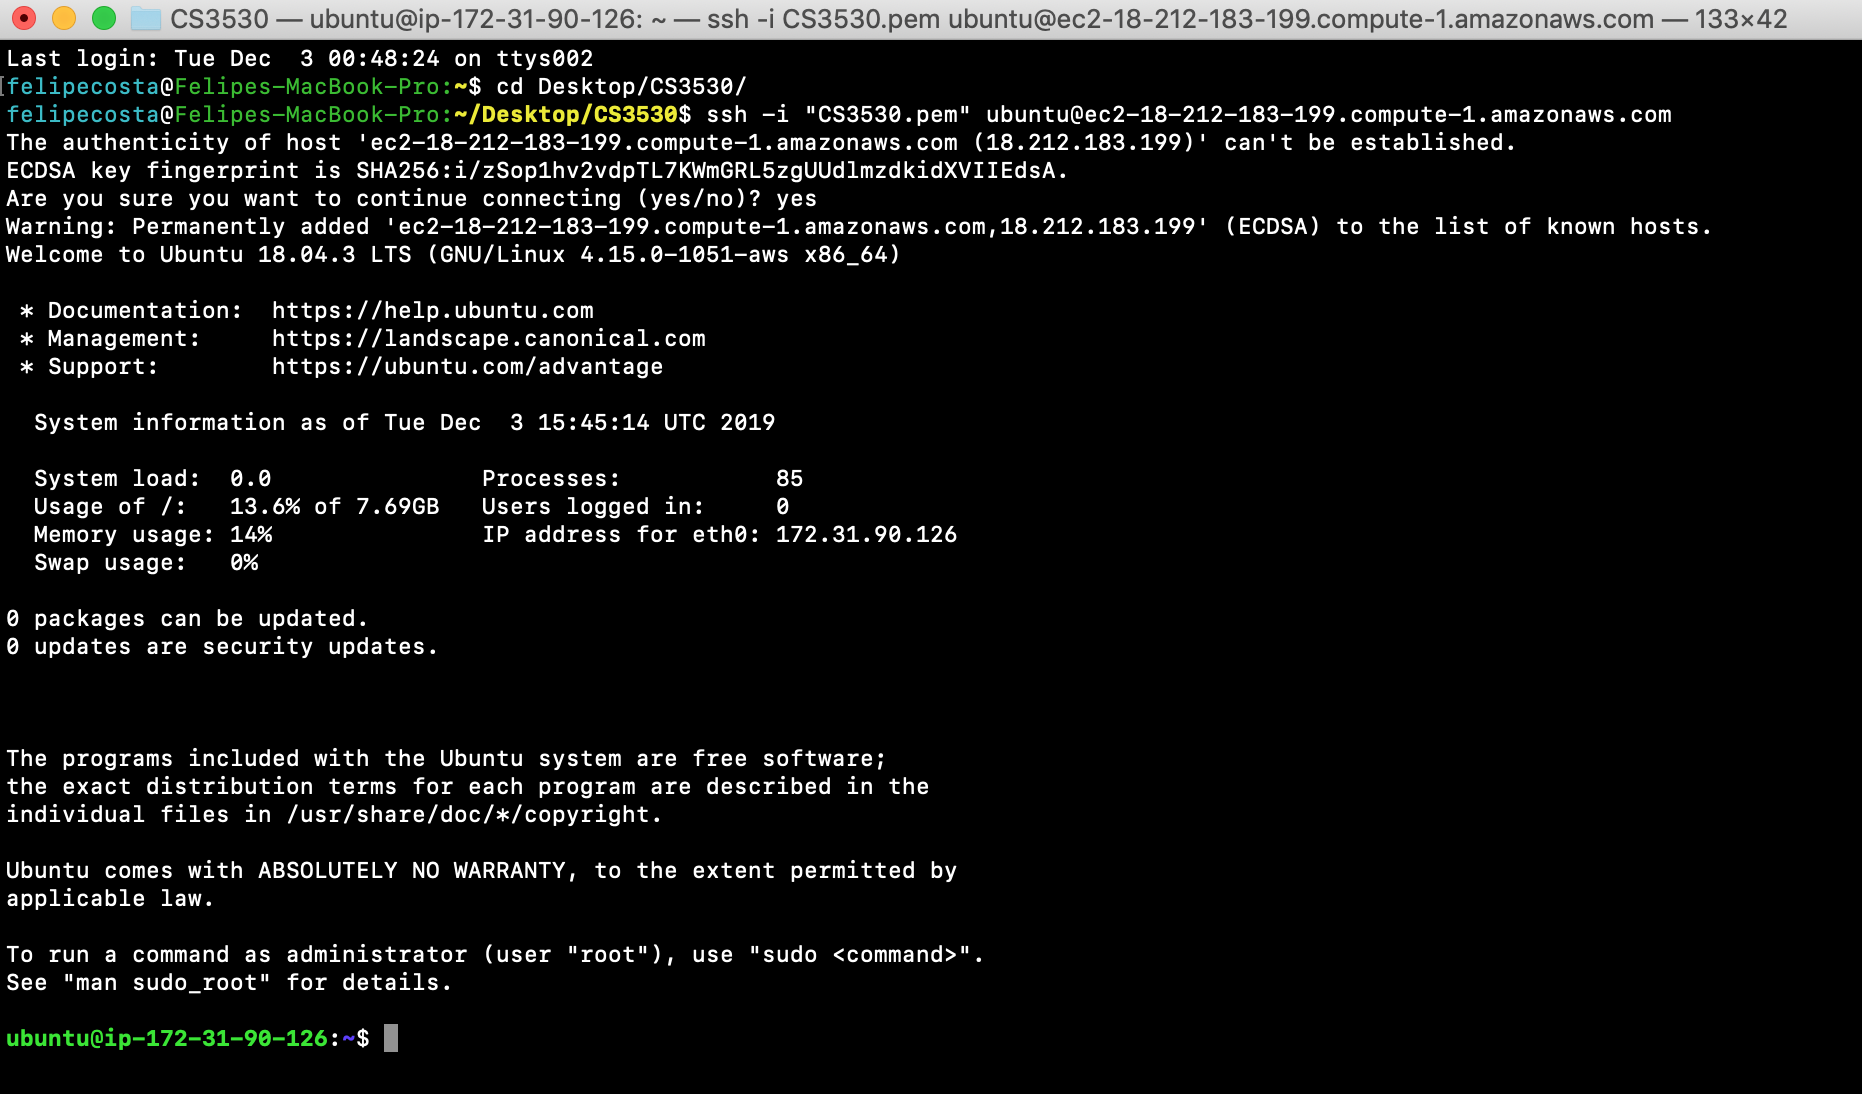 CS3530 — ubuntu@ip-172-31-90-126: ~ — ssh -i CS3530.pem ubuntu@ec2-18-212-183-199.compute-1.amazonaws.com — 133×42
Last login: Tue Dec  3 00:48:24 on ttys002
felipecosta@Felipes-MacBook-Pro:~$ cd Desktop/CS3530/
felipecosta@Felipes-MacBook-Pro:~/Desktop/CS3530$ ssh -i "CS3530.pem" ubuntu@ec2-18-212-183-199.compute-1.amazonaws.com
The authenticity of host 'ec2-18-212-183-199.compute-1.amazonaws.com (18.212.183.199)' can't be established.
ECDSA key fingerprint is SHA256:i/zSop1hv2vdpTL7KWmGRL5zgUUdlmzdkidXVIIEdsA.
Are you sure you want to continue connecting (yes/no)? yes
Warning: Permanently added 'ec2-18-212-183-199.compute-1.amazonaws.com,18.212.183.199' (ECDSA) to the list of known hosts.
Welcome to Ubuntu 18.04.3 LTS (GNU/Linux 4.15.0-1051-aws x86_64)
* Documentation:  https://help.ubuntu.com
* Management:     https://landscape.canonical.com
* Support:        https://ubuntu.com/advantage
System information as of Tue Dec  3 15:45:14 UTC 2019
System load:  0.0               Processes:           85
Usage of /:   13.6% of 7.69GB   Users logged in:     0
Memory usage: 14%               IP address for eth0: 172.31.90.126
Swap usage:   0%
0 packages can be updated.
0 updates are security updates.
The programs included with the Ubuntu system are free software;
the exact distribution terms for each program are described in the
individual files in /usr/share/doc/*/copyright.
Ubuntu comes with ABSOLUTELY NO WARRANTY, to the extent permitted by
applicable law.
To run a command as administrator (user "root"), use "sudo <command>".
See "man sudo_root" for details.
ubuntu@ip-172-31-90-126:~$